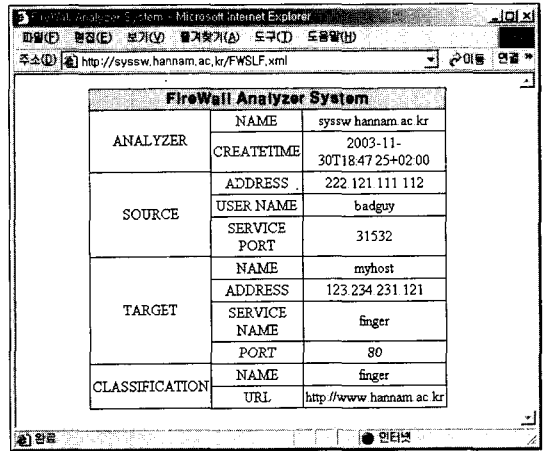 FireWall Analyzer System - Microsoft Internet Explorer
파일(F) 편집(E) 보기(V) 즐겨찾기(A) 도구(T) 도움말(H)
주소(D) http://syssw.hannam.ac.kr/FWSLF.xml 이동 연결 »
FireWall Analyzer System
ANALYZER
NAME
syssw.hannam.ac.kr
CREATETIME
2003-11-
30T18:47:25+02:00
SOURCE
ADDRESS
222.121.111.112
USER NAME
badguy
SERVICE
PORT
31532
TARGET
NAME
myhost
ADDRESS
123.234.231.121
SERVICE
NAME
finger
PORT
80
CLASSIFICATION
NAME
finger
URL
http://www.hannam.ac.kr
완료
인터넷